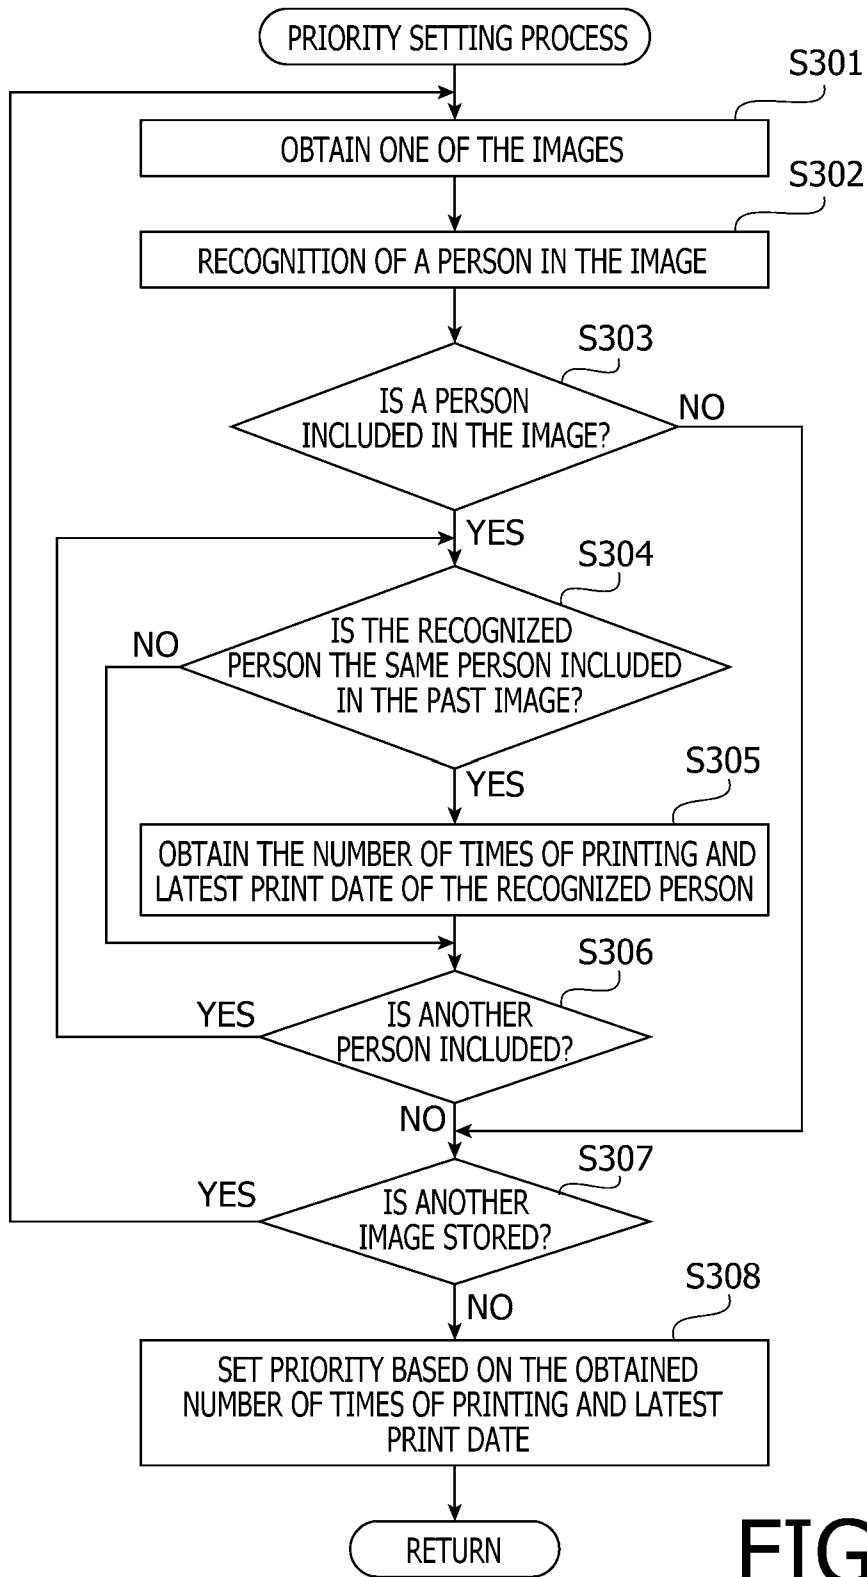 PRIORITY SETTING PROCESS
S301
OBTAIN ONE OF THE IMAGES
S302
RECOGNITION OF A PERSON IN THE IMAGE
S303
IS A PERSON
INCLUDED IN THE IMAGE?
NO
YES
S304
IS THE RECOGNIZED
PERSON THE SAME PERSON INCLUDED
IN THE PAST IMAGE?
NO
YES
S305
OBTAIN THE NUMBER OF TIMES OF PRINTING AND
LATEST PRINT DATE OF THE RECOGNIZED PERSON
S306
IS ANOTHER
PERSON INCLUDED?
YES
NO
S307
IS ANOTHER
IMAGE STORED?
YES
NO
S308
SET PRIORITY BASED ON THE OBTAINED
NUMBER OF TIMES OF PRINTING AND LATEST
PRINT DATE
RETURN
FIG